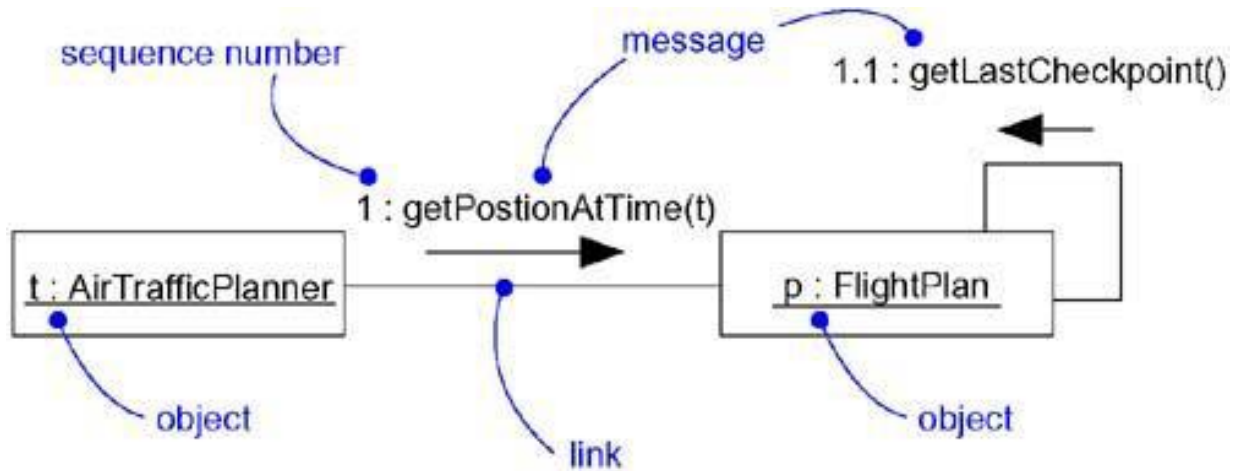 sequence number
message
1.1 : getLastCheckpoint()
1 : getPostionAtTime(t)
t : AirTrafficPlanner
p : FlightPlan
object
link
object